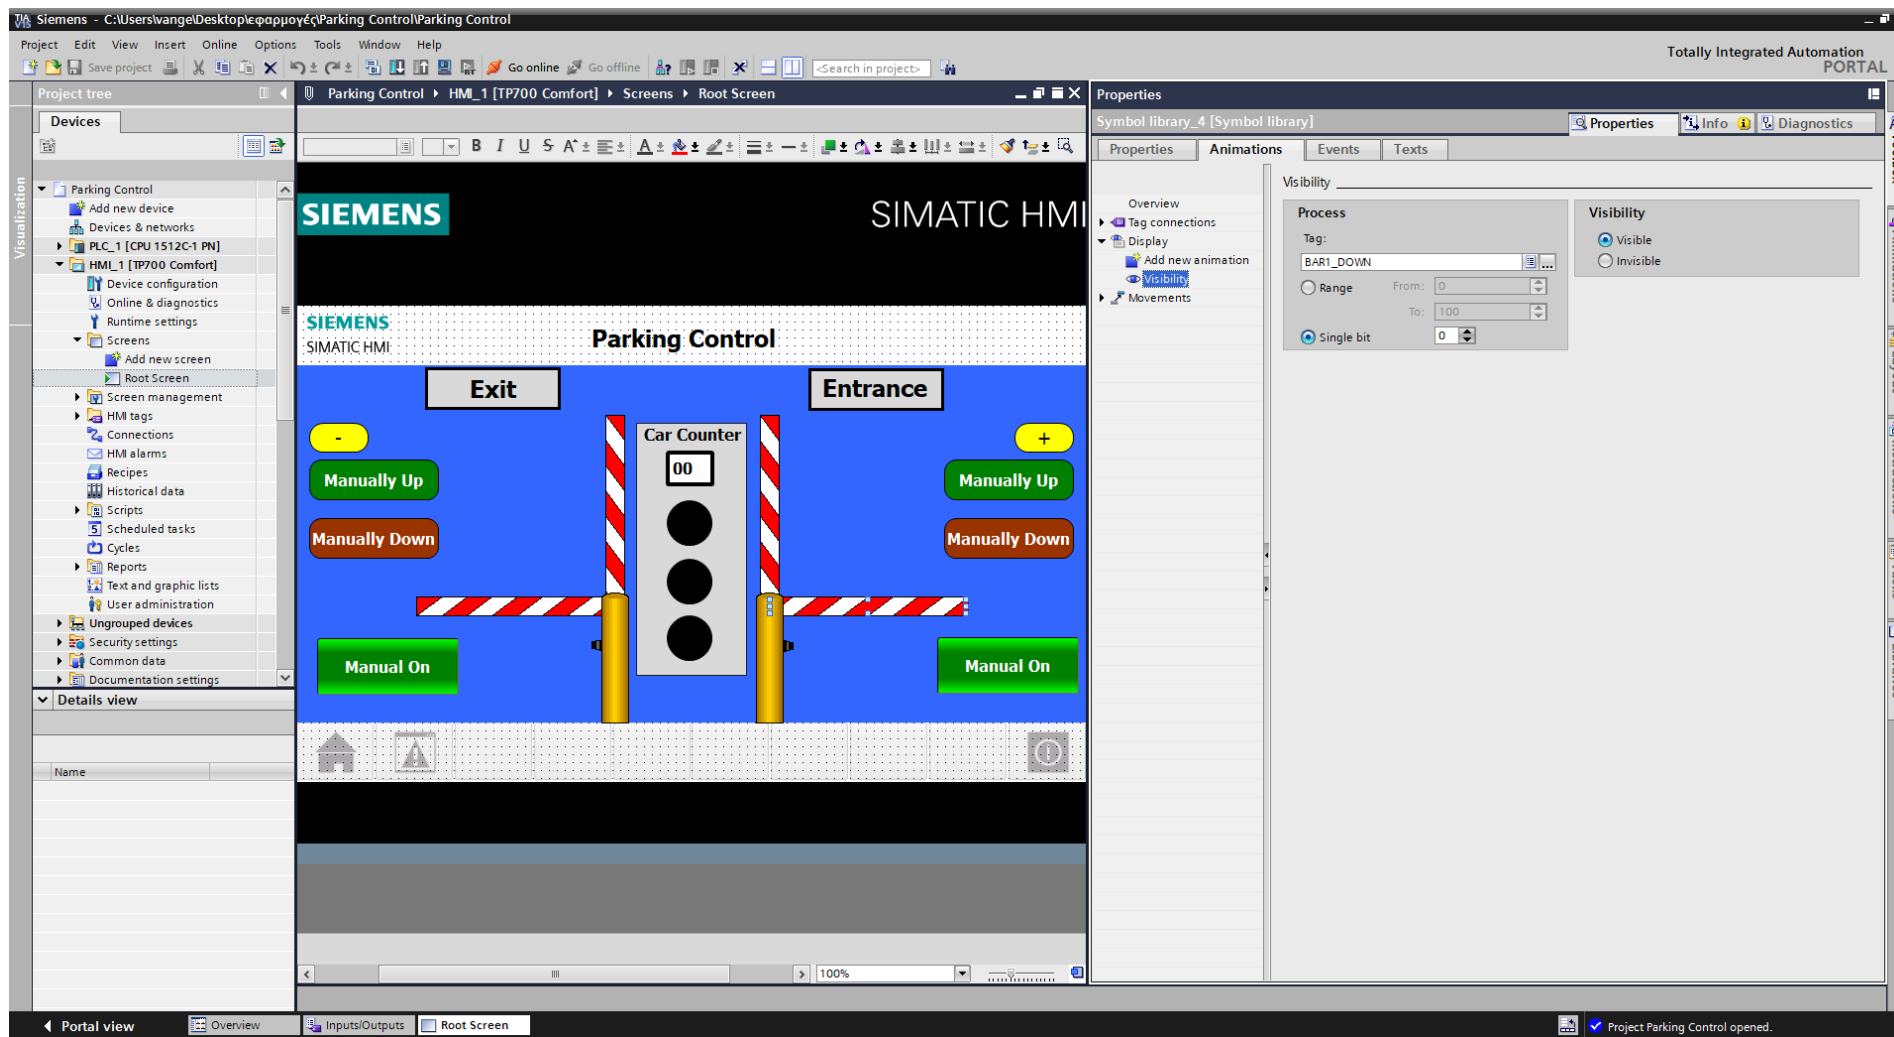 Siemens - C:\Users\vange\Desktop\εφαρμογές\Parking Control\Parking Control
Project Edit View Insert Online Options Tools Window Help
Totally Integrated Automation
PORTAL
Save project
Go online
Go offline
<Search in project>
Project tree
Parking Control
HMI_1 [TP700 Comfort]
Screens
Root Screen
Properties
Devices
Symbol library_4 [Symbol library]
Properties
Info
Diagnostics
B I U S A
Properties
Animations
Events
Texts
Visualization
Parking Control
Add new device
Devices & networks
PLC_1 [CPU 1512C-1 PN]
HMI_1 [TP700 Comfort]
Device configuration
Online & diagnostics
Runtime settings
Screens
Add new screen
Root Screen
Screen management
HMI tags
Connections
HMI alarms
Recipes
Historical data
Scripts
Scheduled tasks
Cycles
Reports
Text and graphic lists
User administration
Ungrouped devices
Security settings
Common data
Documentation settings
Details view
Name
SIEMENS
SIMATIC HMI
SIEMENS
SIMATIC HMI
Parking Control
Exit
Entrance
-
Car Counter
+
00
Manually Up
Manually Up
Manually Down
Manually Down
Manual On
Manual On
100%
Overview
Tag connections
Display
Add new animation
Visibility
Movements
Visibility
Process
Tag:
BAR1_DOWN
Range
From: 0
To: 100
Single bit
0
Visibility
Visible
Invisible
Portal view
Overview
Inputs/Outputs
Root Screen
Project Parking Control opened.